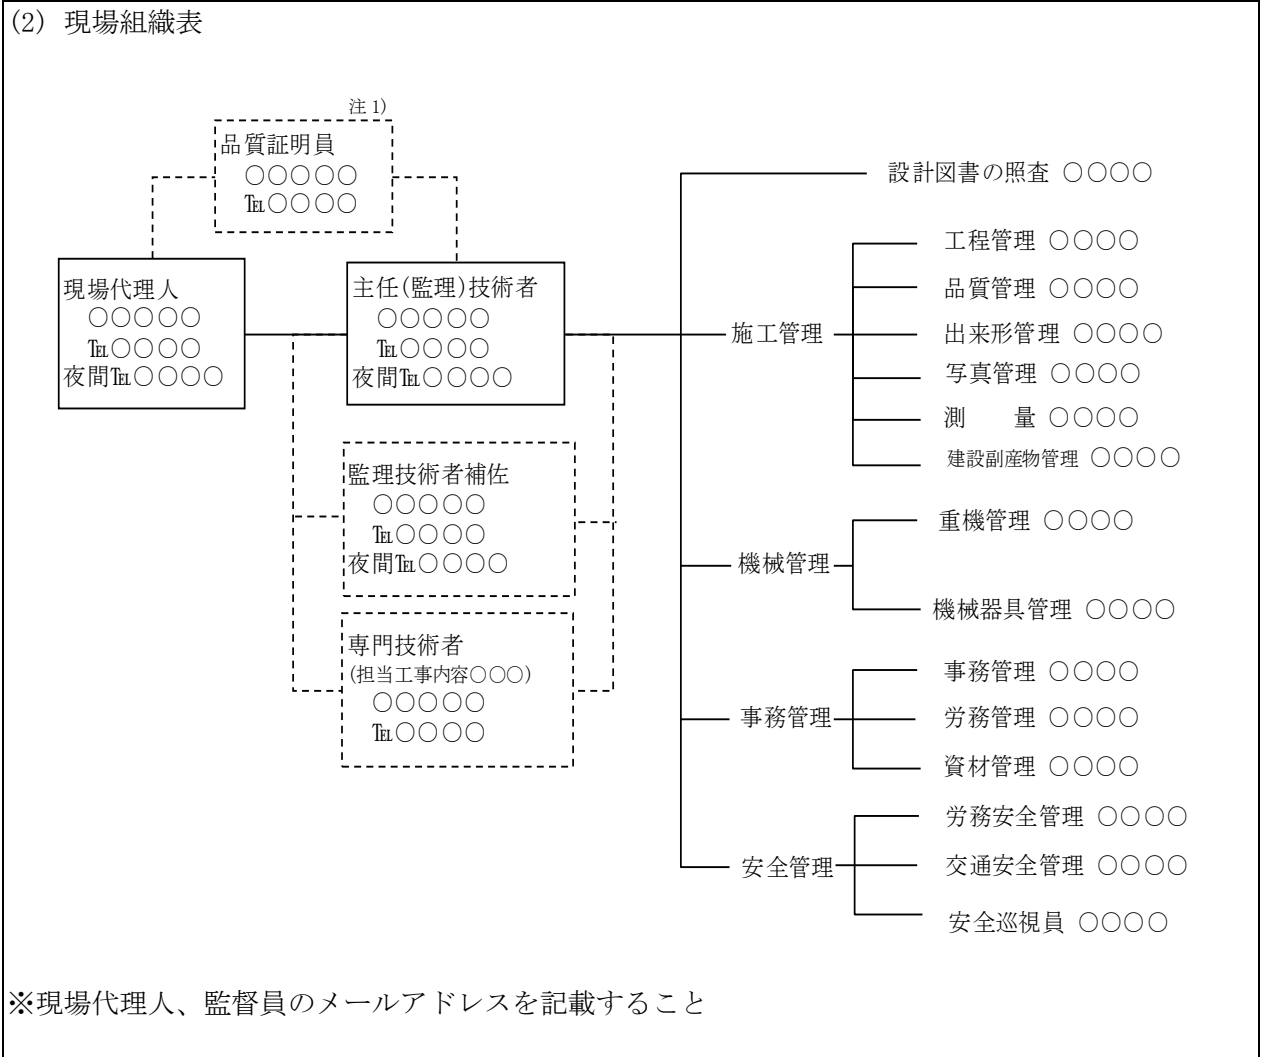 (2) 現場組織表
注 1)
品質証明員
○○○○○
℡○○○○
現場代理人
○○○○○
℡○○○○
夜間℡○○○○
主任(監理)技術者
○○○○○
℡○○○○
夜間℡○○○○
監理技術者補佐
○○○○○
℡○○○○
夜間℡○○○○
専門技術者
(担当工事内容○○○)
○○○○○
℡○○○○
設計図書の照査 ○○○○
施工管理
工程管理 ○○○○
品質管理 ○○○○
出来形管理 ○○○○
写真管理 ○○○○
測　　量 ○○○○
建設副産物管理 ○○○○
機械管理
重機管理 ○○○○
機械器具管理 ○○○○
事務管理
事務管理 ○○○○
労務管理 ○○○○
資材管理 ○○○○
安全管理
労務安全管理 ○○○○
交通安全管理 ○○○○
安全巡視員 ○○○○
※現場代理人、監督員のメールアドレスを記載すること